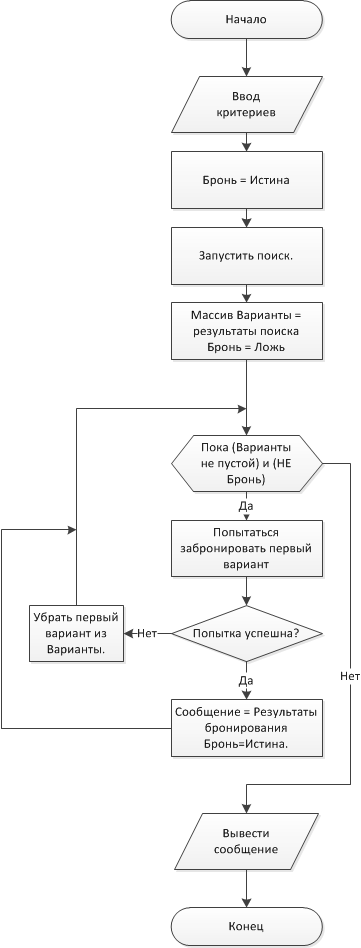 Начало
Ввод
критериев
Бронь = Истина
Запустить поиск.
Массив Варианты =
результаты поиска
Бронь = Ложь
Пока (Варианты
не пустой) и (НЕ
Бронь)
Да
Попытаться
забронировать первый
вариант
Попытка успешна?
Нет
Убрать первый
вариант из
Варианты.
Да
Сообщение = Результаты
бронирования
Бронь=Истина.
Нет
Вывести
сообщение
Конец